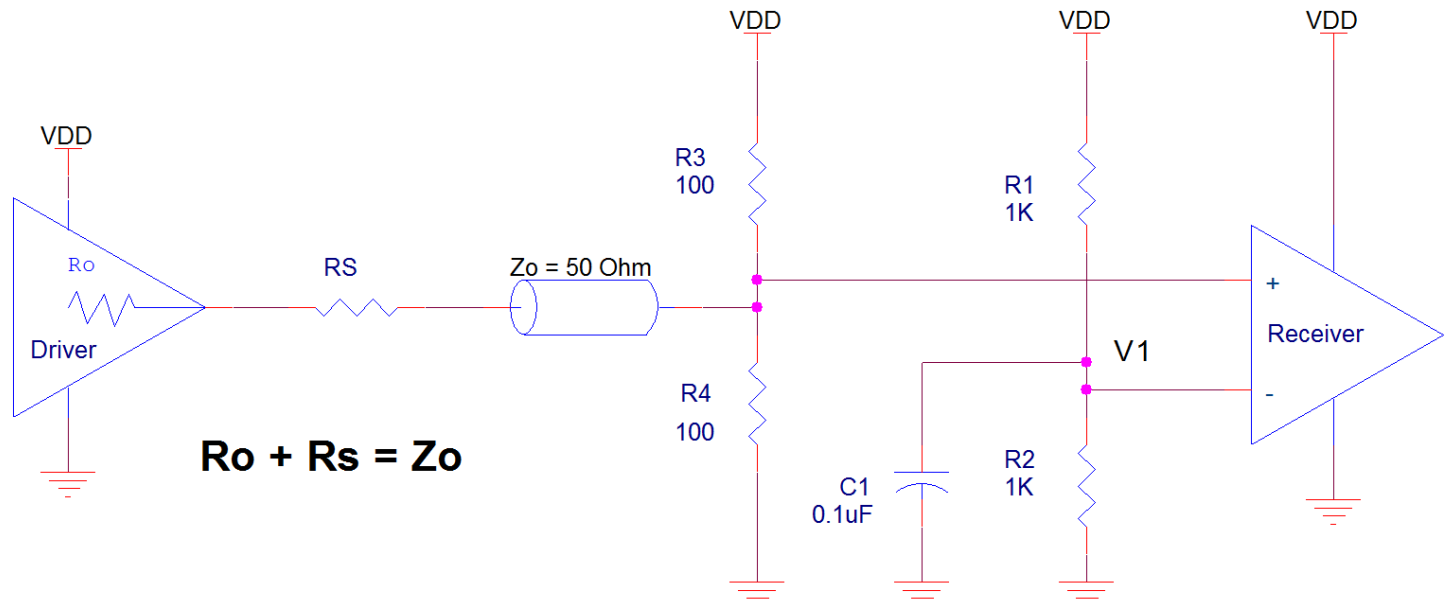 VDD
VDD
VDD
VDD
R3
100
R1
1K
Ro
RS
Zo = 50 Ohm
+
Driver
Receiver
V1
-
R4
100
Ro + Rs = Zo
R2
1K
C1
0.1uF